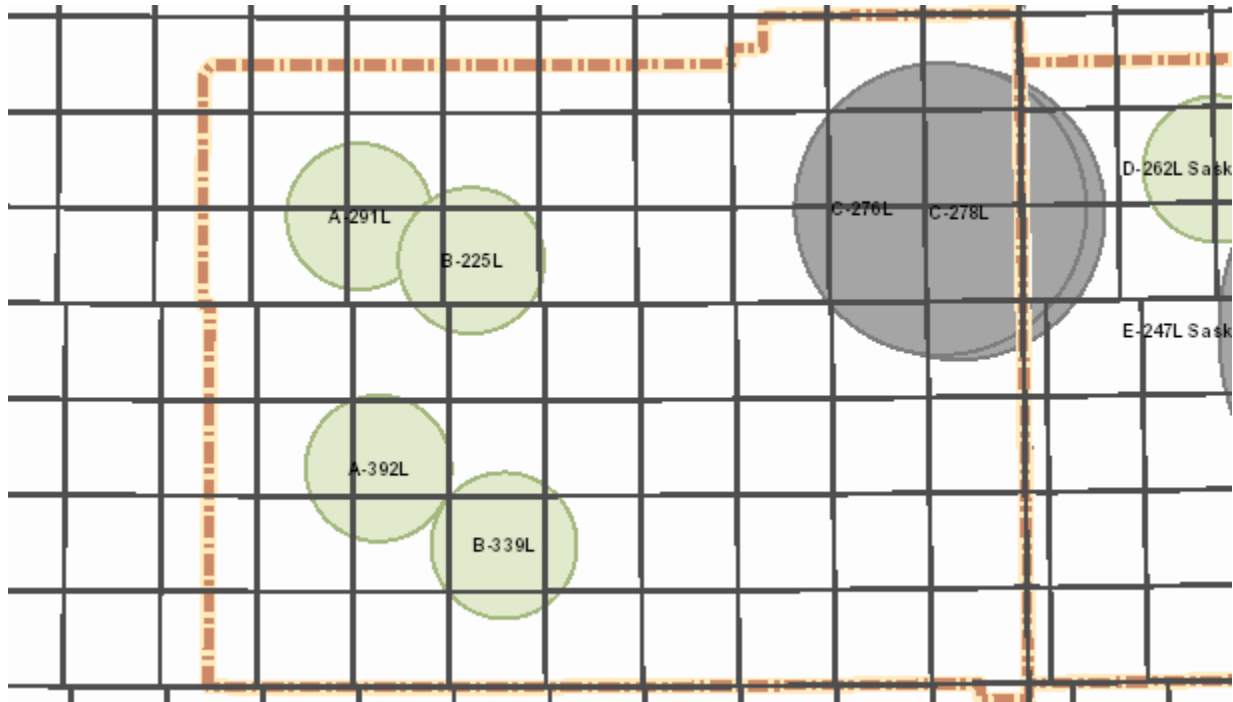 D-262L Sask
A-291L
C-276L
C-278L
B-225L
E-247L Sask
A-392L
B-339L